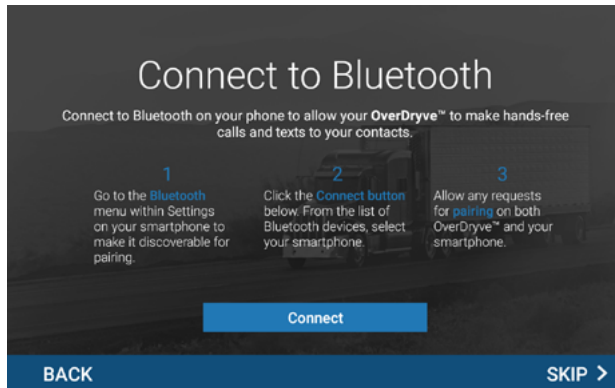 Connect to Bluetooth
Connect to Bluetooth on your phone to allow your OverDryve™ to make hands-free
calls and texts to your contacts.
1
Go to the Bluetooth
menu within Settings
on your smartphone to
make it discoverable for
pairing.
2
Click the Connect button
below. From the list of
Bluetooth devices, select
your smartphone.
3
Allow any requests
for pairing on both
OverDryve™ and your
smartphone.
Connect
BACK
SKIP >